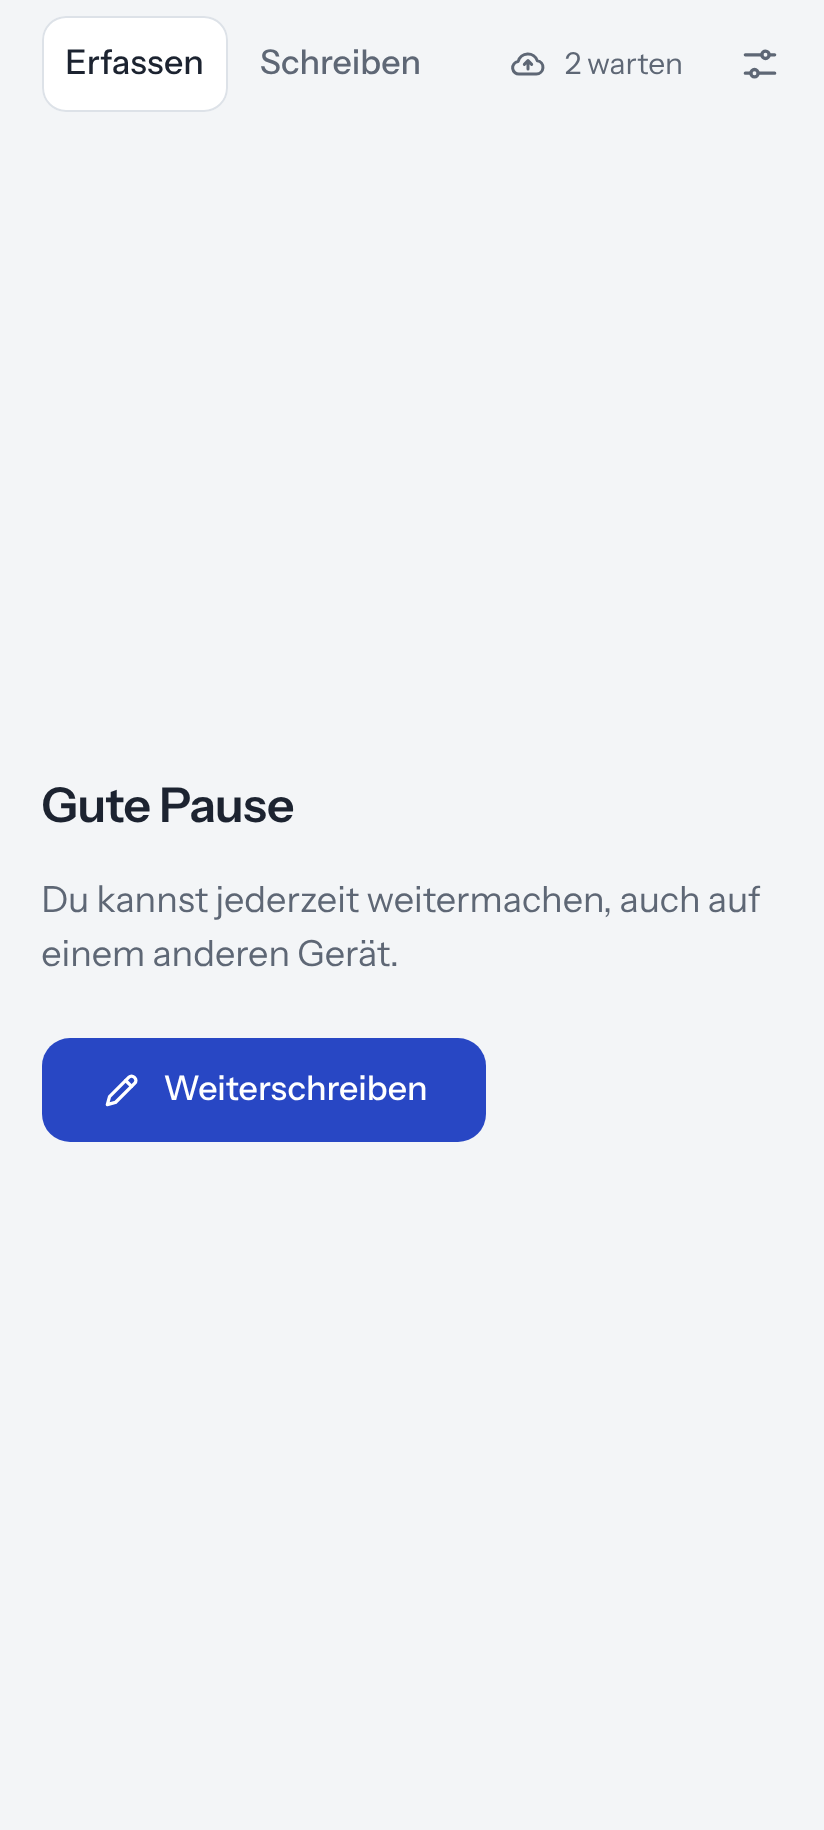 Erfassen Schreiben 2 warten
Gute Pause
Du kannst jederzeit weitermachen, auch auf
einem anderen Gerät.
Weiterschreiben